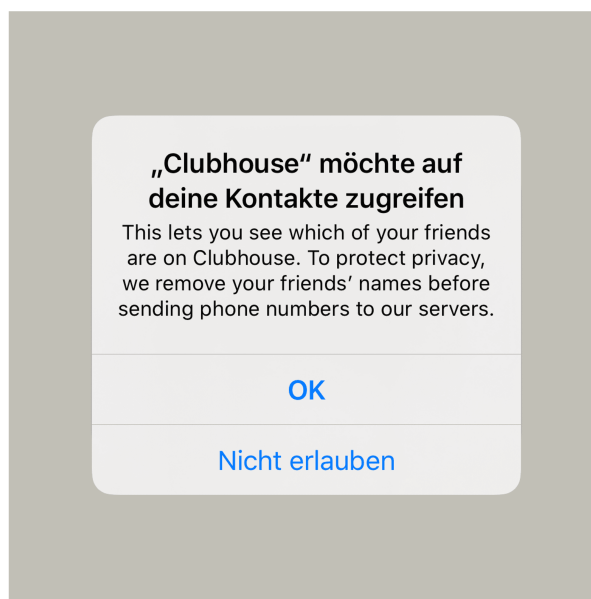 „Clubhouse“ möchte auf
deine Kontakte zugreifen
This lets you see which of your friends
are on Clubhouse. To protect privacy,
we remove your friends’ names before
sending phone numbers to our servers.
OK
Nicht erlauben